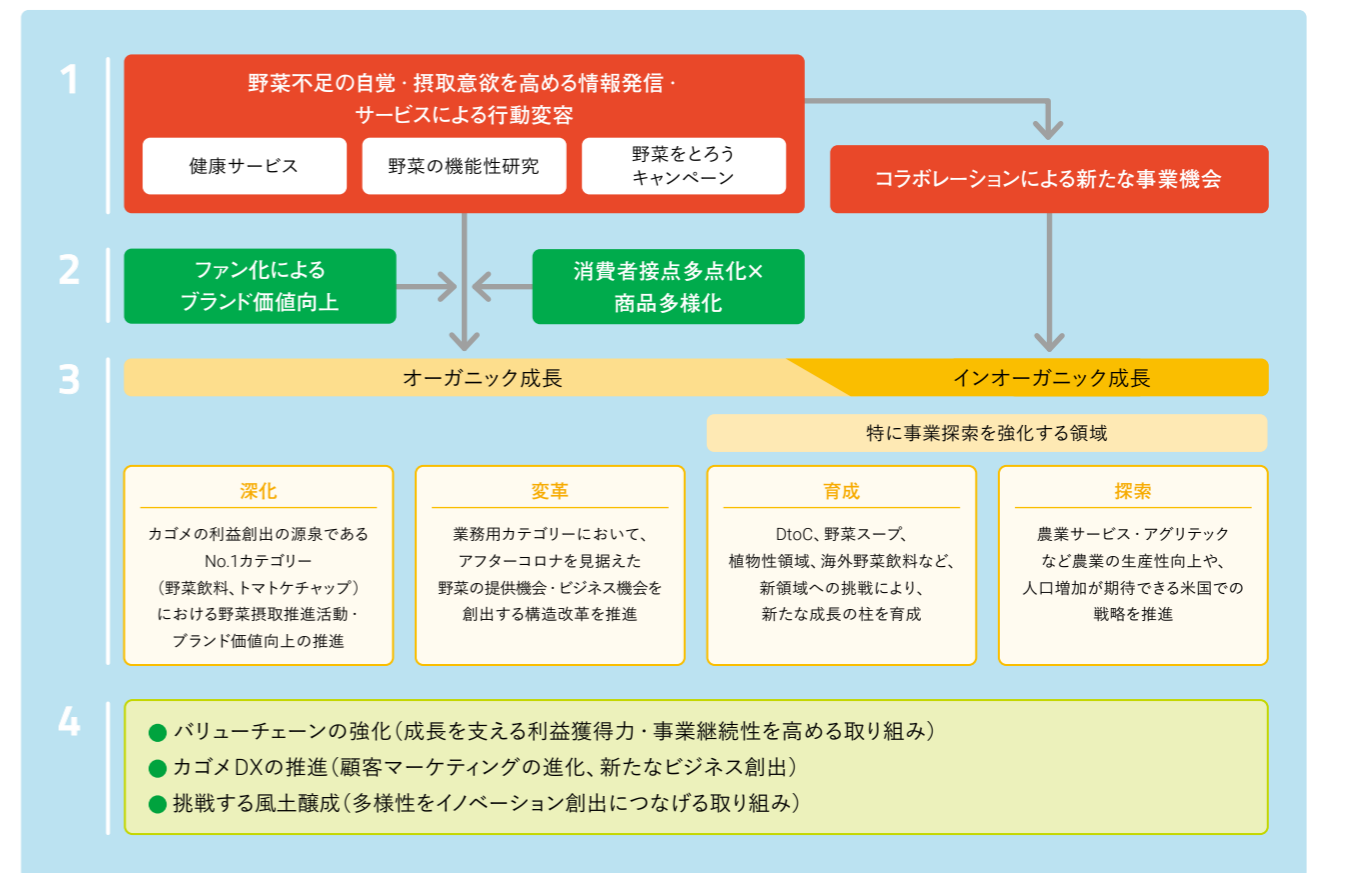 1
野菜不足の自覚・摂取意欲を高める情報発信・
サービスによる行動変容
健康サービス
野菜の機能性研究
野菜をとろう
キャンペーン
コラボレーションによる新たな事業機会
2
ファン化による
ブランド価値向上
消費者接点多点化×
商品多様化
3
オーガニック成長
インオーガニック成長
特に事業探索を強化する領域
深化
カゴメの利益創出の源泉である
No.1カテゴリー
（野菜飲料、トマトケチャップ）
における野菜摂取推進活動・
ブランド価値向上の推進
変革
業務用カテゴリーにおいて、
アフターコロナを見据えた
野菜の提供機会・ビジネス機会を
創出する構造改革を推進
育成
DtoC、野菜スープ、
植物性領域、海外野菜飲料など、
新領域への挑戦により、
新たな成長の柱を育成
探索
農業サービス・アグリテック
など農業の生産性向上や、
人口増加が期待できる米国での
戦略を推進
4
● バリューチェーンの強化（成長を支える利益獲得力・事業継続性を高める取り組み）
● カゴメDXの推進（顧客マーケティングの進化、新たなビジネス創出）
● 挑戦する風土醸成（多様性をイノベーション創出につなげる取り組み）